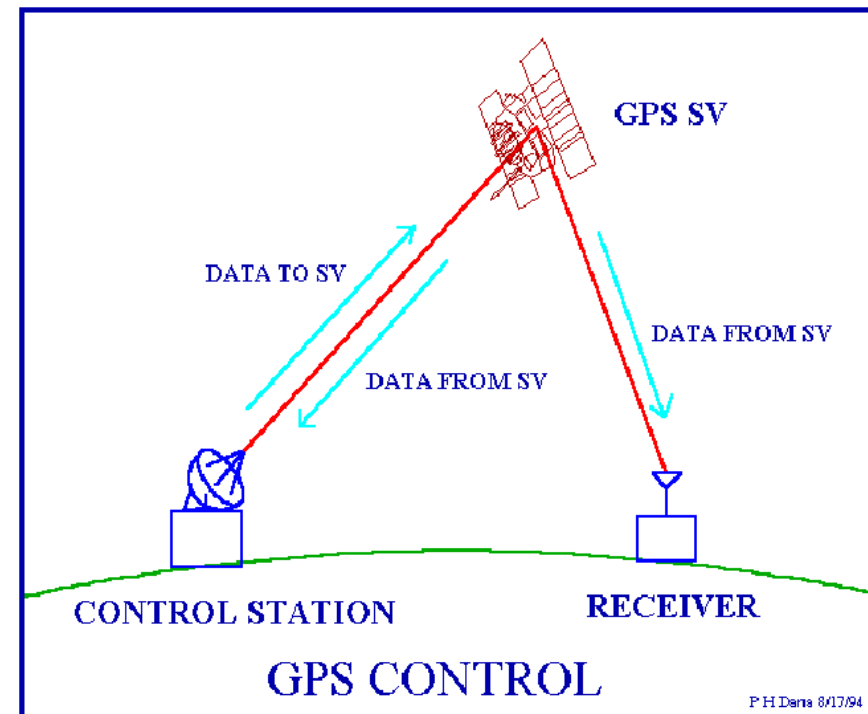 GPS SV
DATA TO SV
DATA FROM SV
DATA FROM SV
CONTROL STATION
RECEIVER
GPS CONTROL
P H Dana 8/17/94